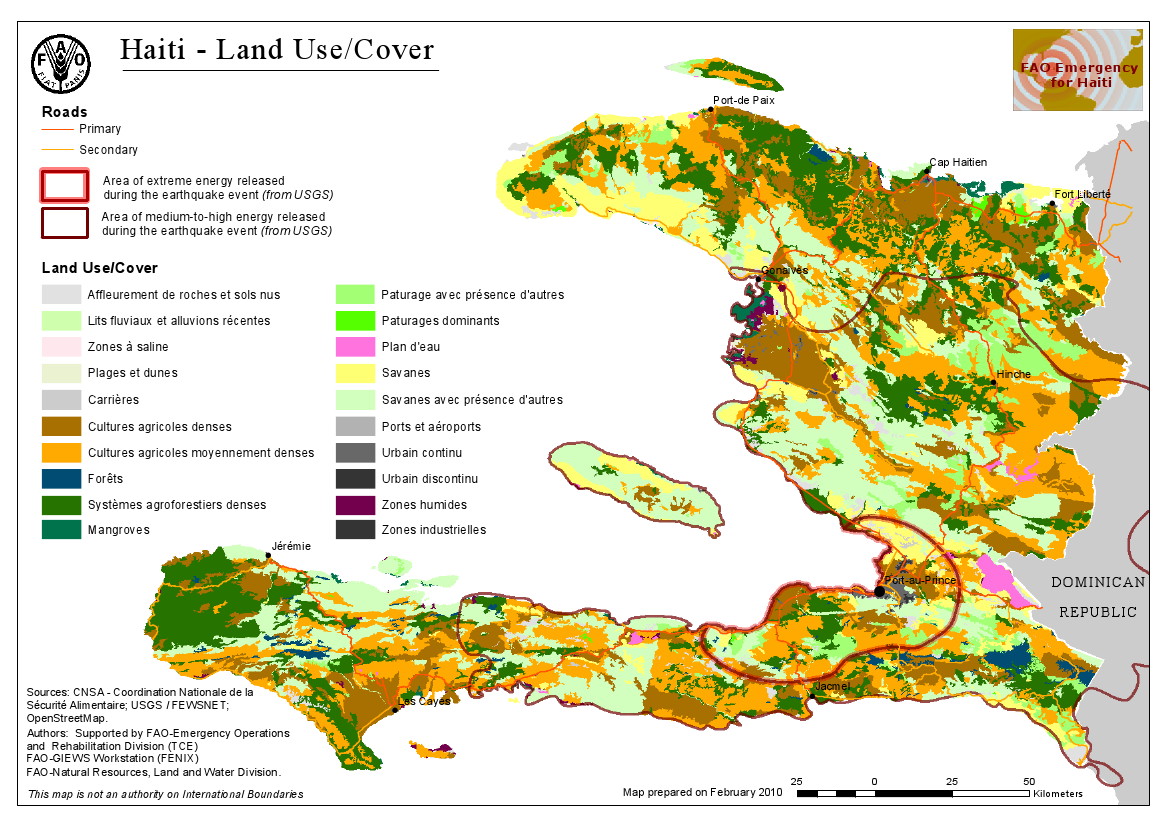 Haiti - Land Use/Cover
F A O
FIAT PANIS
FAO Emergency
for Haiti
Roads
Primary
Secondary
Area of extreme energy released
during the earthquake event (from USGS)
Area of medium-to-high energy released
during the earthquake event (from USGS)
Land Use/Cover
Affleurement de roches et sols nus
Lits fluviaux et alluvions récentes
Zones à saline
Plages et dunes
Carrières
Cultures agricoles denses
Cultures agricoles moyennement denses
Forêts
Systèmes agroforestiers denses
Mangroves
Paturage avec présence d'autres
Paturages dominants
Plan d'eau
Savanes
Savanes avec présence d'autres
Ports et aéroports
Urbain continu
Urbain discontinu
Zones humides
Zones industrielles
Port-de Paix
Cap Haitien
Fort Liberté
Gonaives
Hinche
Jérémie
Port-au-Prince
DOMINICAN
REPUBLIC
Jacmel
Les Cayes
Sources: CNSA - Coordination Nationale de la
Sécurité Alimentaire; USGS / FEWSNET;
OpenStreetMap.
Authors: Supported by FAO-Emergency Operations
and Rehabilitation Division (TCE)
FAO-GIEWS Workstation (FENIX)
FAO-Natural Resources, Land and Water Division.
This map is not an authority on International Boundaries
Map prepared on February 2010
25 0 25 50
Kilometers